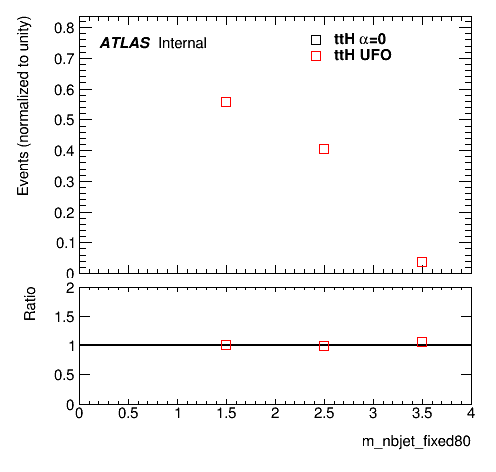 Events (normalized to unity)
0.8
0.7
0.6
0.5
0.4
0.3
0.2
0.1
0
ATLAS Internal
ttH α=0
ttH UFO
Ratio
2
1.5
1
0.5
0
0 0.5 1 1.5 2 2.5 3 3.5 4
m_nbjet_fixed80